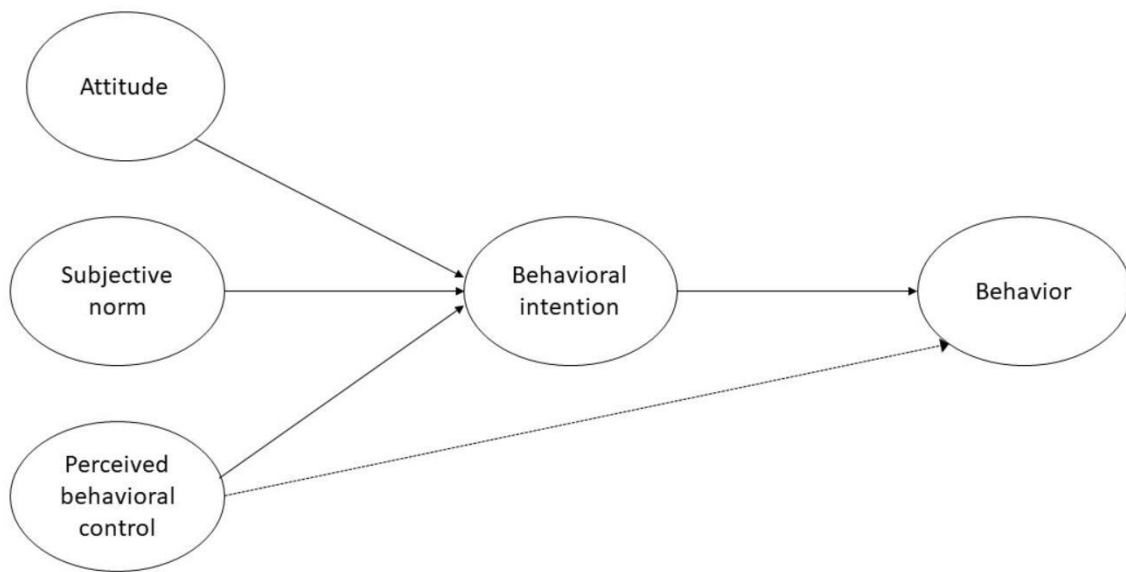 Attitude
Subjective
norm
Behavioral
intention
Behavior
Perceived
behavioral
control